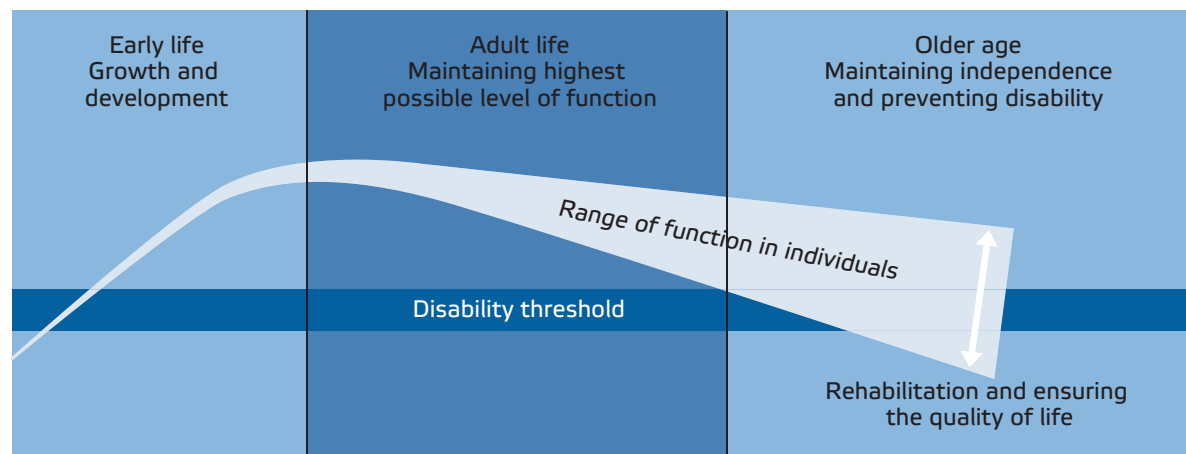 Early life
Growth and
development
Adult life
Maintaining highest
possible level of function
Older age
Maintaining independence
and preventing disability
Range of function in individuals
Disability threshold
Rehabilitation and ensuring
the quality of life